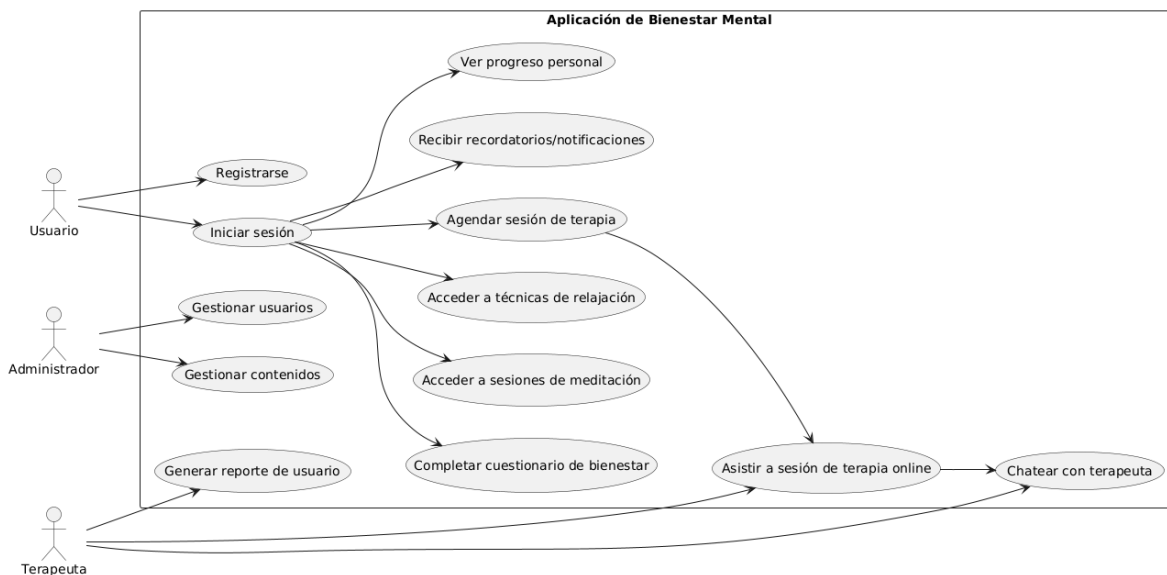 Aplicación de Bienestar Mental
Ver progreso personal
Recibir recordatorios/notificaciones
Registrarse
Agendar sesión de terapia
Usuario
Iniciar sesión
Acceder a técnicas de relajación
Gestionar usuarios
Administrador
Gestionar contenidos
Acceder a sesiones de meditación
Generar reporte de usuario
Completar cuestionario de bienestar
Asistir a sesión de terapia online
Chatear con terapeuta
Terapeuta